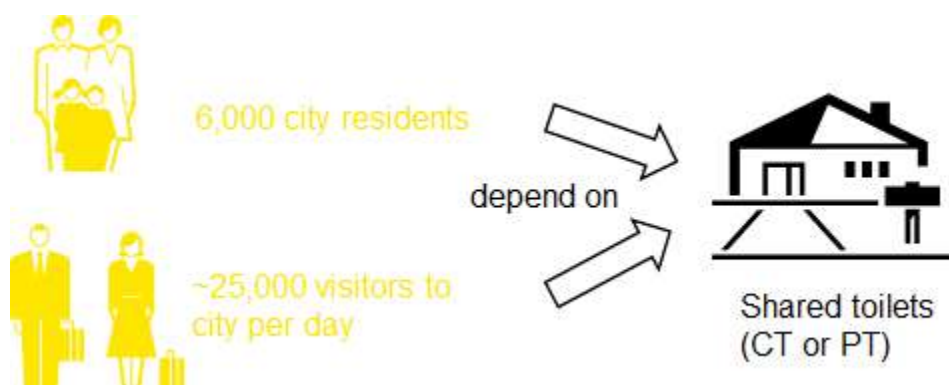 6,000 city residents
depend on
~25,000 visitors to
city per day
Shared toilets
(CT or PT)